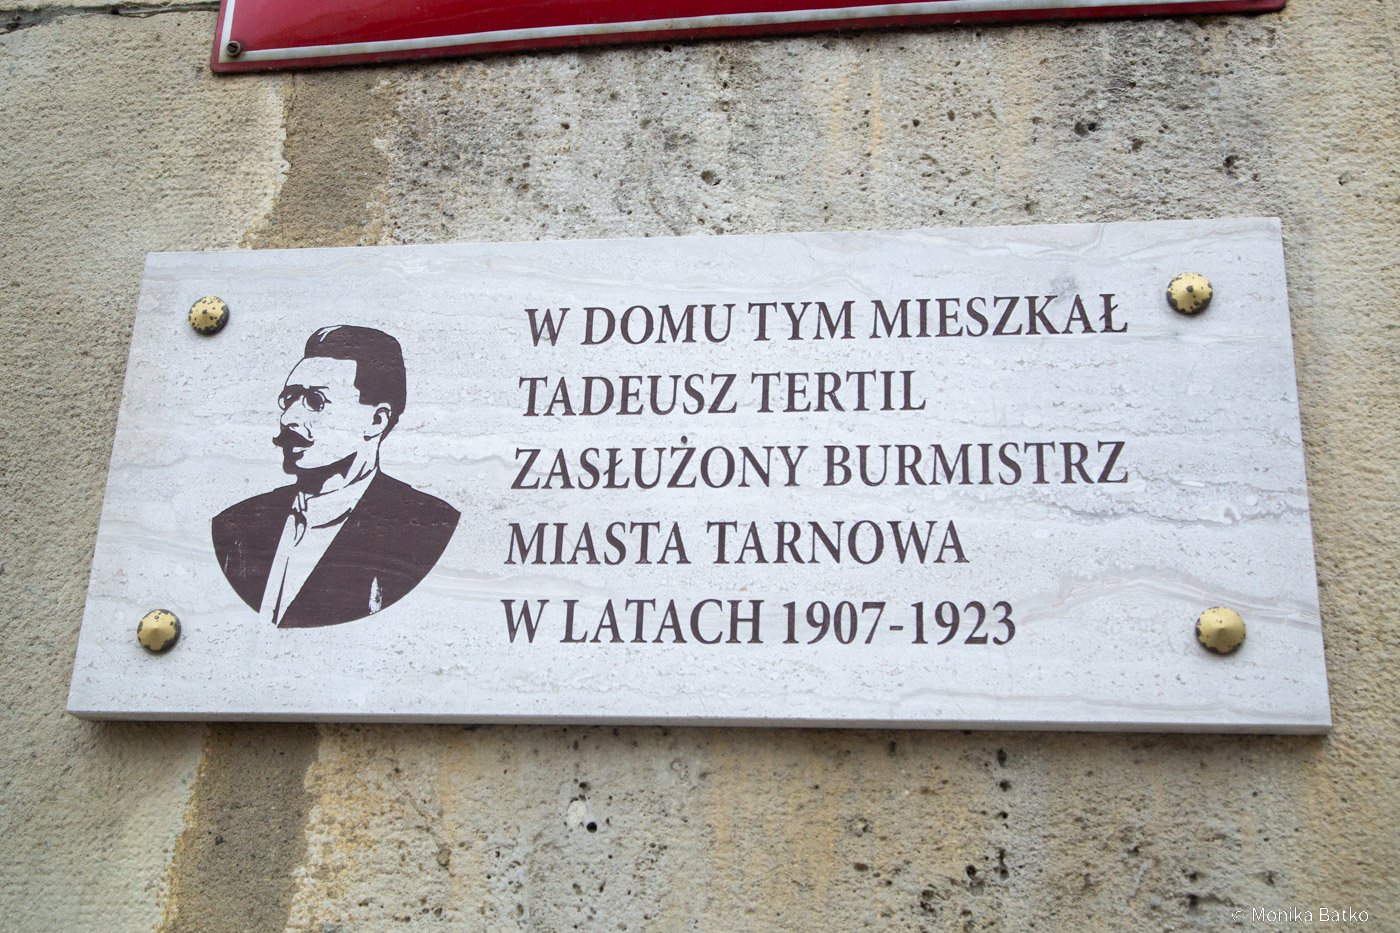 W DOMU TYM MIESZKAŁ
TADEUSZ TERTIL
ZASŁUŻONY BURMISTRZ
MIASTA TARNOWA
W LATACH 1907-1923
© Monika Batko